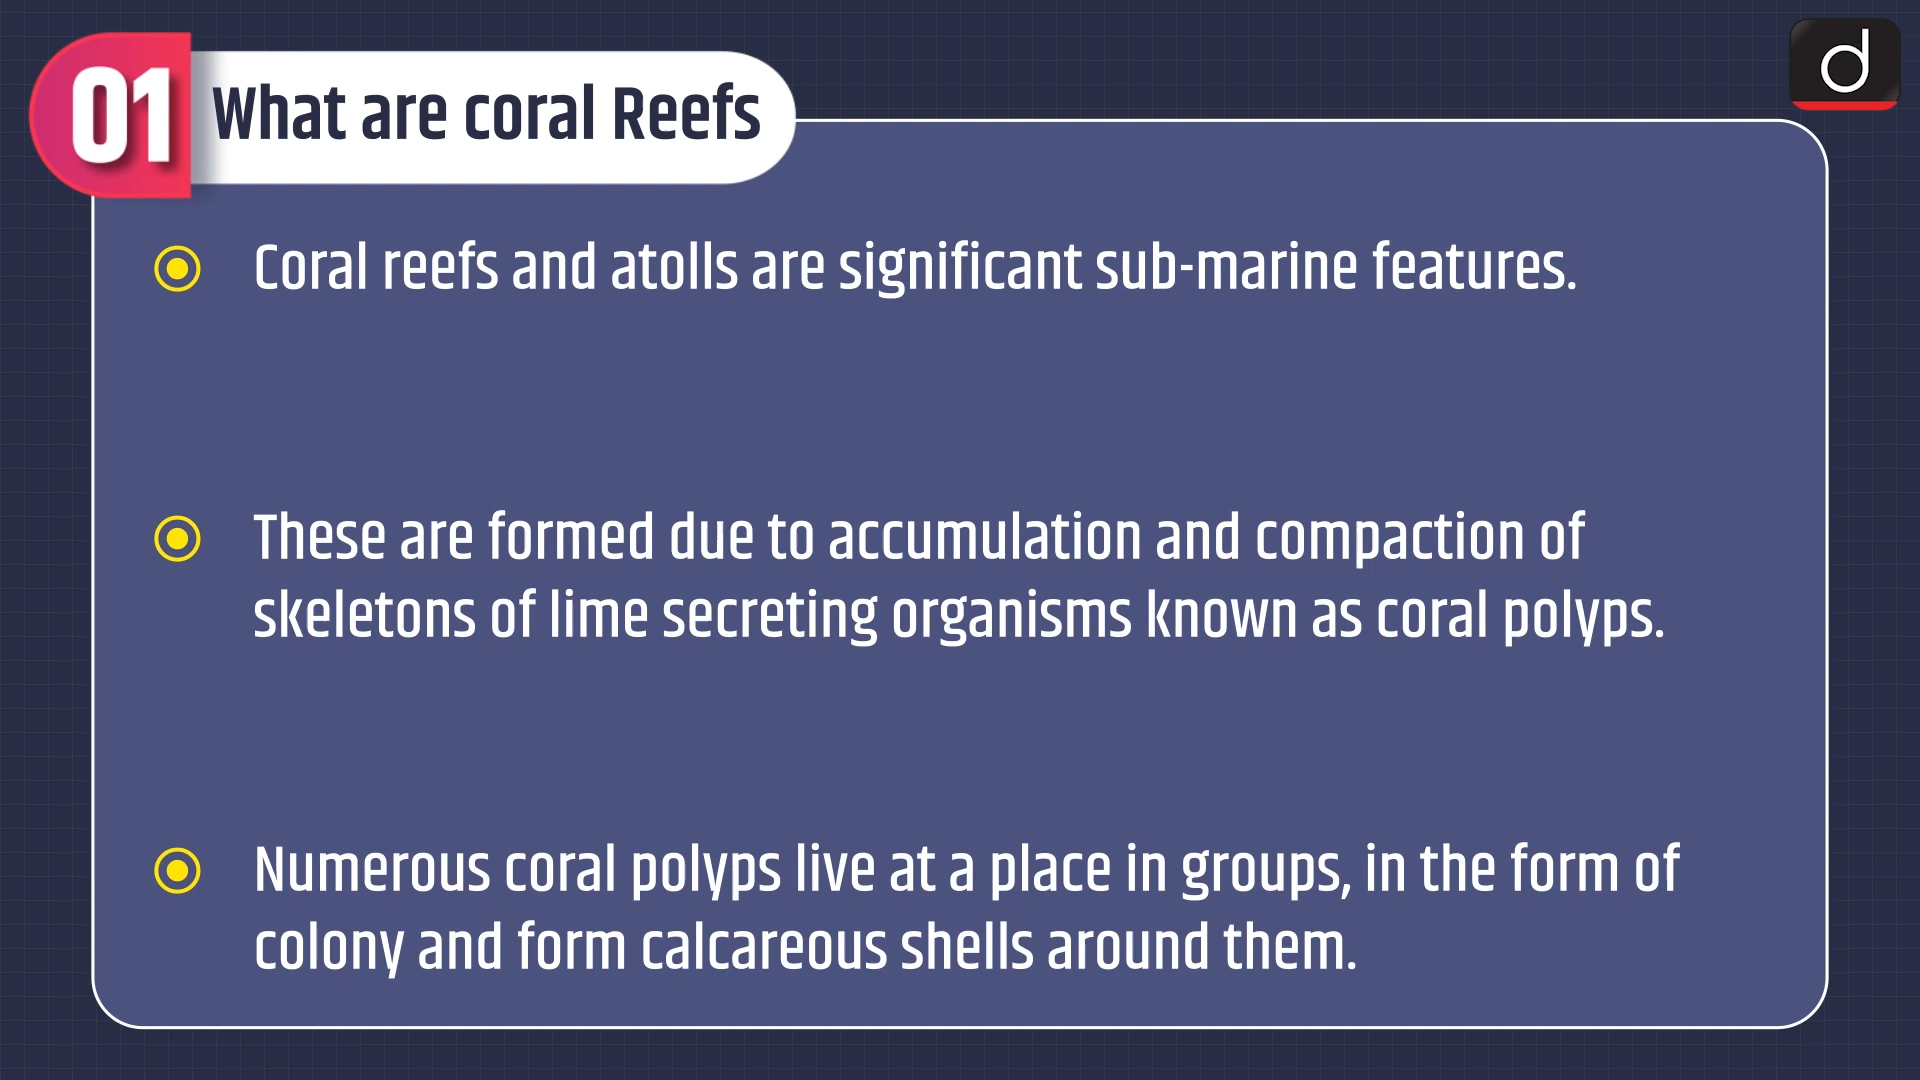 01 What are coral Reefs
d
Coral reefs and atolls are significant sub-marine features.
These are formed due to accumulation and compaction of
skeletons of lime secreting organisms known as coral polyps.
Numerous coral polyps live at a place in groups, in the form of
colony and form calcareous shells around them.